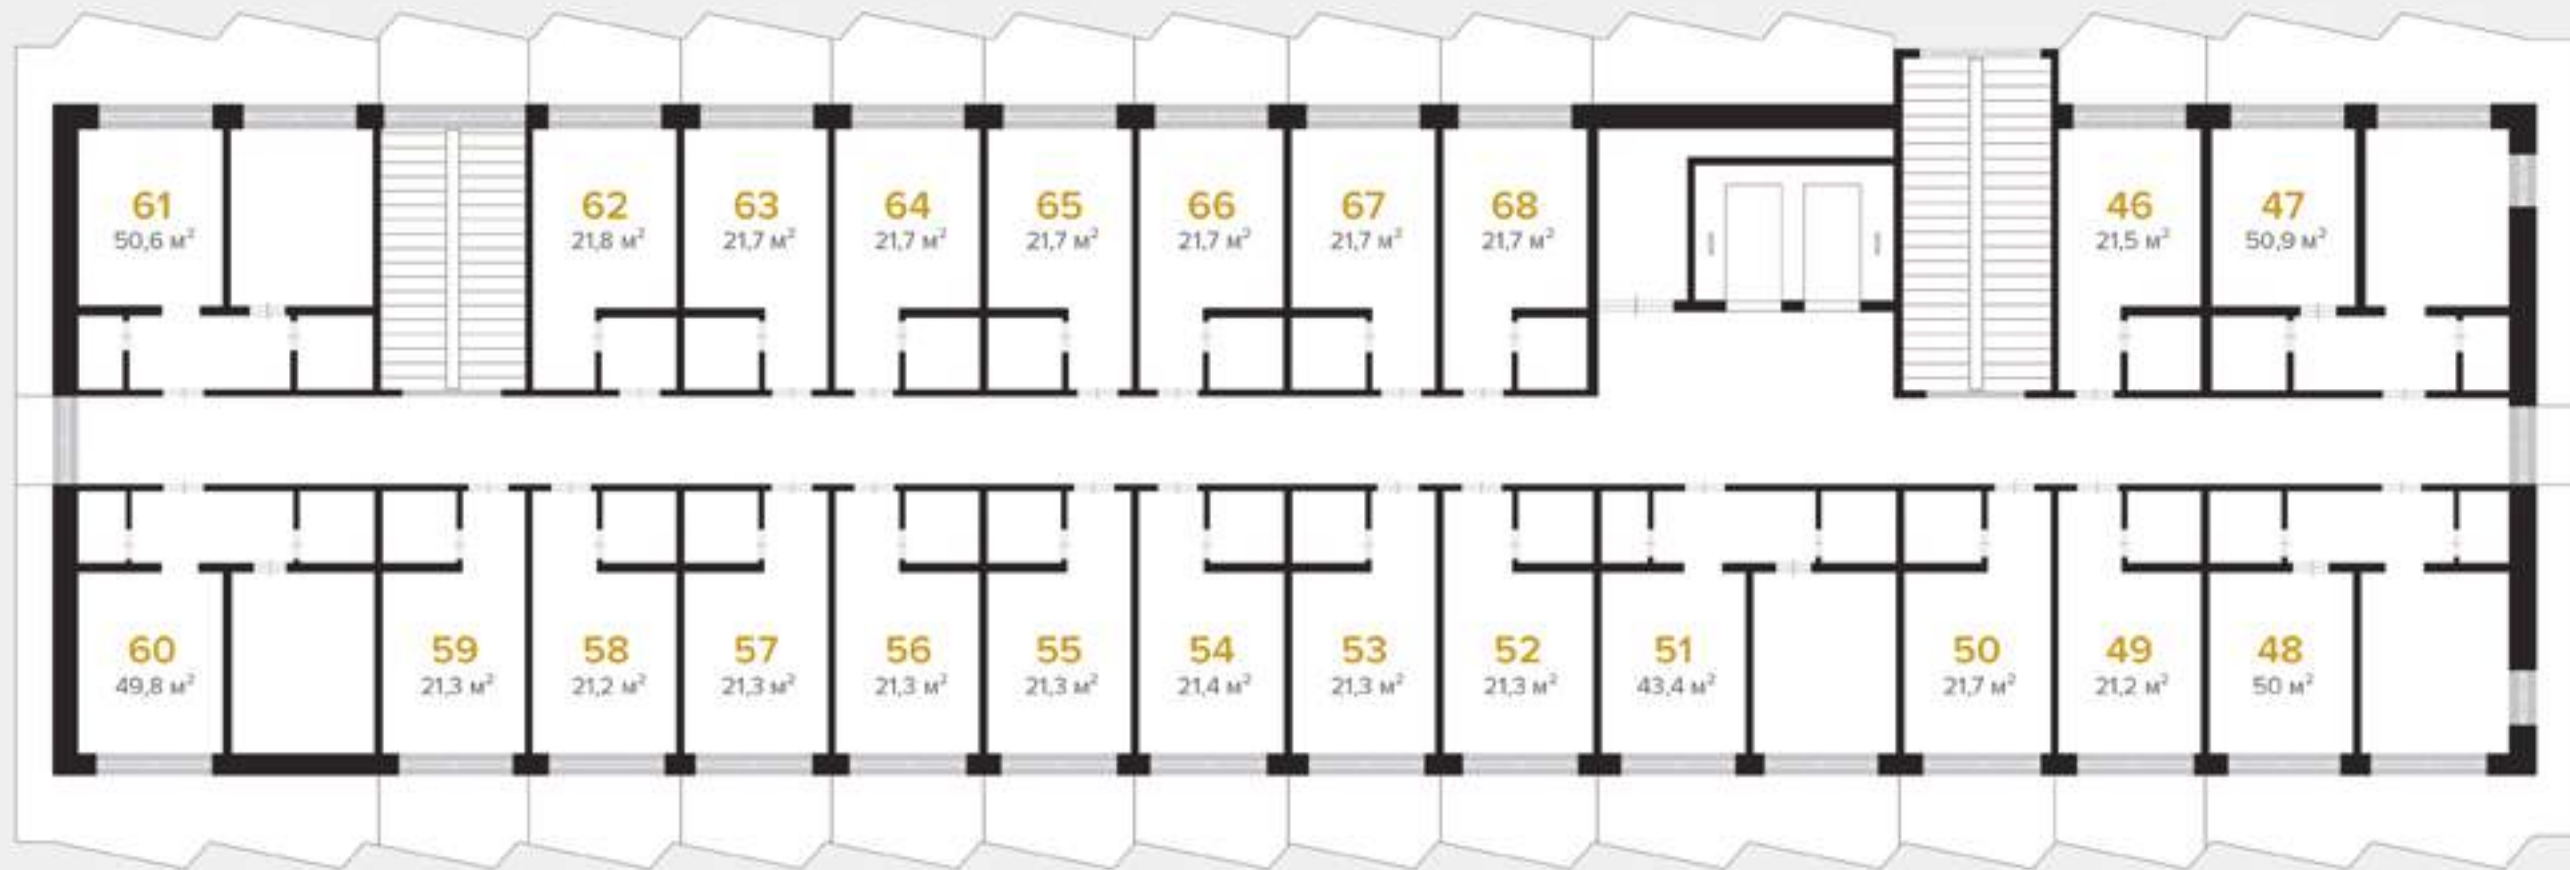 61
50,6 м²
62
21,8 м²
63
21,7 м²
64
21,7 м²
65
21,7 м²
66
21,7 м²
67
21,7 м²
68
21,7 м²
46
21,5 м²
47
50,9 м²
60
49,8 м²
59
21,3 м²
58
21,2 м²
57
21,3 м²
56
21,3 м²
55
21,3 м²
54
21,4 м²
53
21,3 м²
52
21,3 м²
51
43,4 м²
50
21,7 м²
49
21,2 м²
48
50 м²